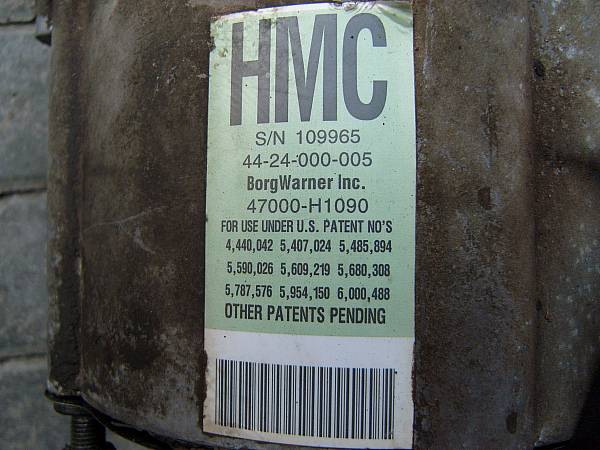 HMC
S/N 109965
44-24-000-005
BorgWarner Inc.
47000-H1090
FOR USE UNDER U.S. PATENT NO'S
4,440,042 5,407,024 5,485,894
5,590,026 5,609,219 5,680,308
5,787,576 5,954,150 6,000,488
OTHER PATENTS PENDING